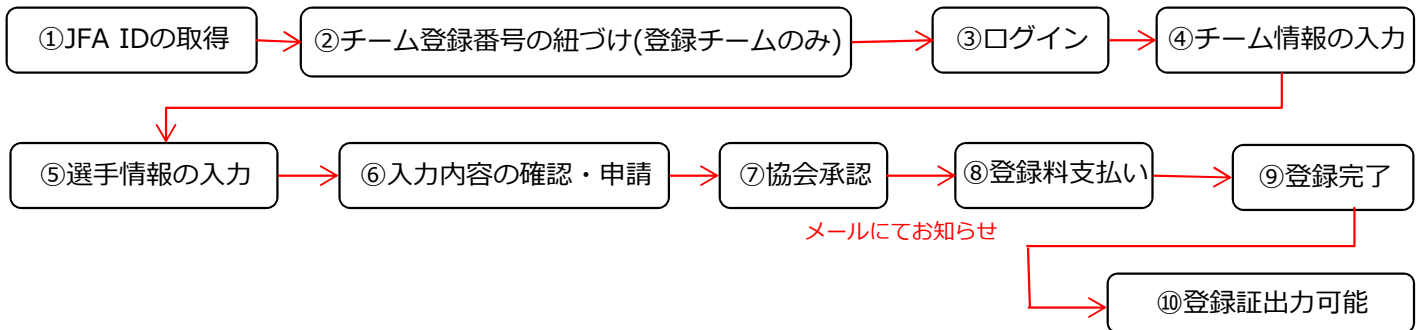 ①JFA IDの取得
②チーム登録番号の紐づけ(登録チームのみ)
③ログイン
④チーム情報の入力
⑤選手情報の入力
⑥入力内容の確認・申請
⑦協会承認
⑧登録料支払い
⑨登録完了
メールにてお知らせ
⑩登録証出力可能